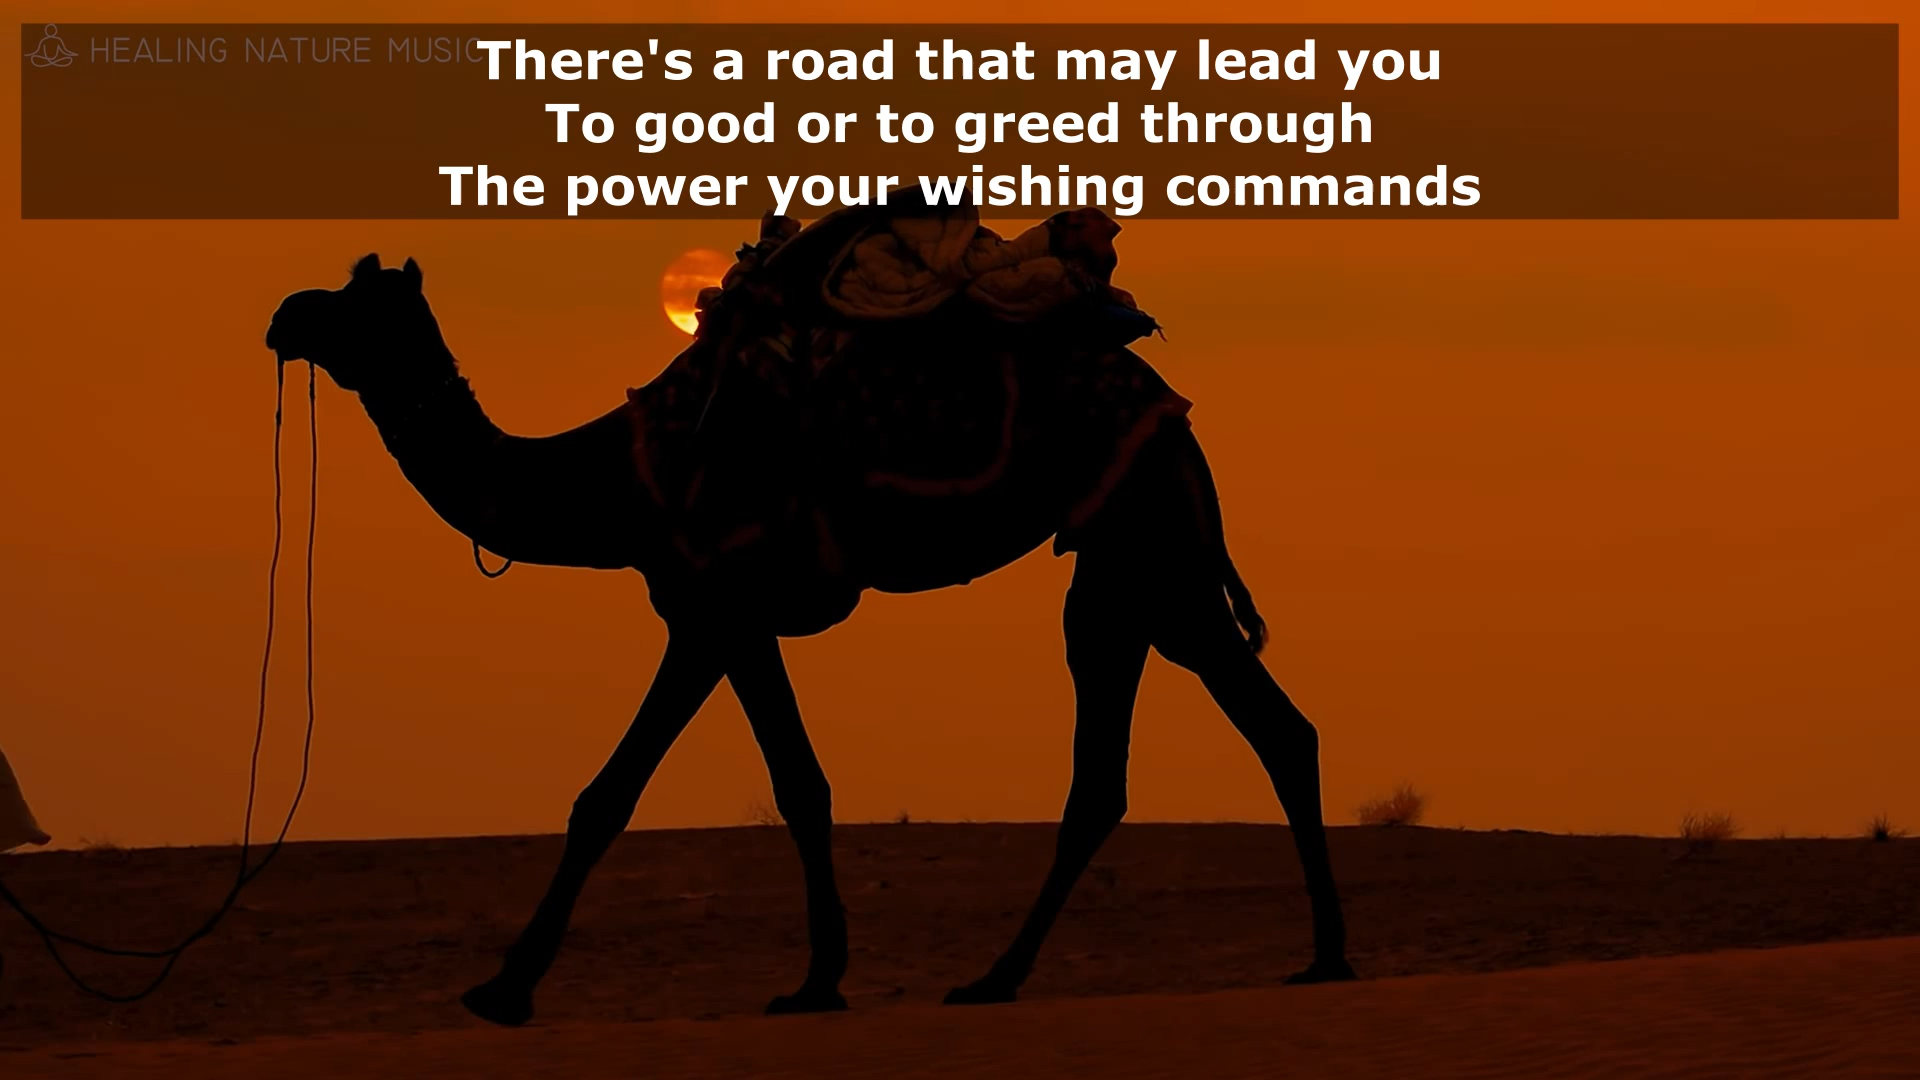 HEALING NATURE MUSIC
There's a road that may lead you
To good or to greed through
The power your wishing commands